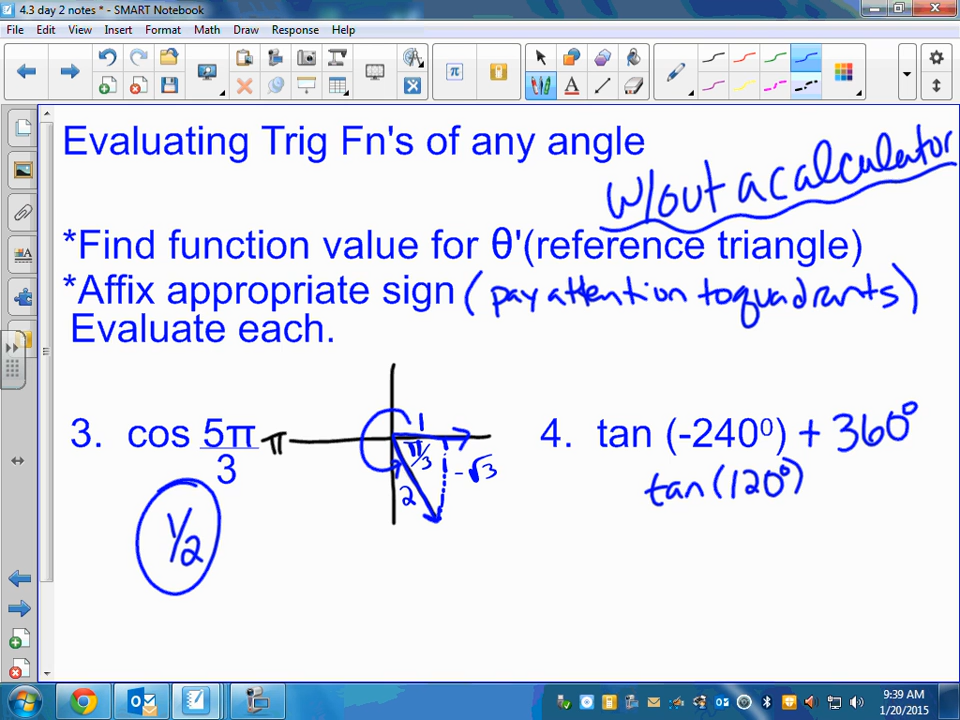 4.3 day 2 notes * - SMART Notebook
File Edit View Insert Format Math Draw Response Help
Evaluating Trig Fn's of any angle
w/out a calculator
*Find function value for θ'(reference triangle)
*Affix appropriate sign (pay attention to quadrants)
Evaluate each.
3. cos 5π/3
π
1
π/3
-√3
2
1/2
4. tan (-240⁰) + 360°
tan (120°)
9:39 AM
1/20/2015